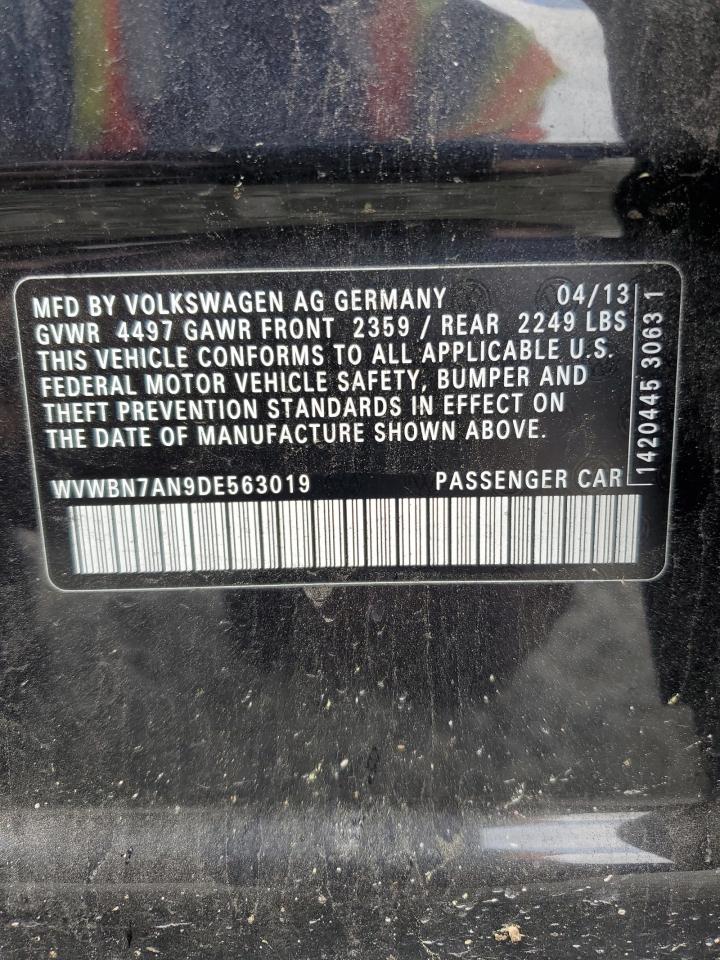 MFD BY VOLKSWAGEN AG GERMANY 04/13
GVWR 4497 GAWR FRONT 2359 / REAR 2249 LBS
THIS VEHICLE CONFORMS TO ALL APPLICABLE U.S.
FEDERAL MOTOR VEHICLE SAFETY, BUMPER AND
THEFT PREVENTION STANDARDS IN EFFECT ON
THE DATE OF MANUFACTURE SHOWN ABOVE.
WVWBN7AN9DE563019 PASSENGER CAR
1420445 3063 1